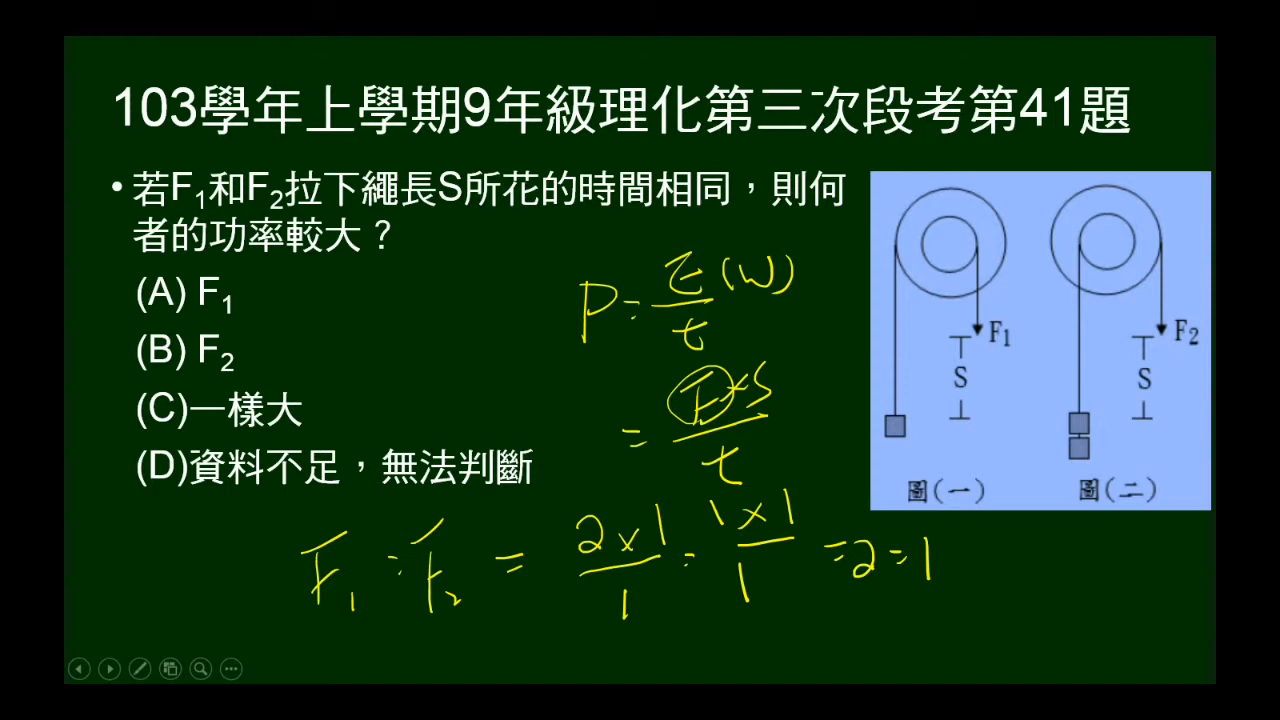 103學年上學期9年級理化第三次段考第41題
• 若F₁和F₂拉下繩長S所花的時間相同，則何
者的功率較大？
(A) F₁
(B) F₂
(C)一樣大
(D)資料不足，無法判斷
P = E (W) / t
= F×S / t
F₁ : F₂ = 2×1 / 1 : 1×1 / 1 = 2 : 1
F₁
S
圖(一)
F₂
S
圖(二)